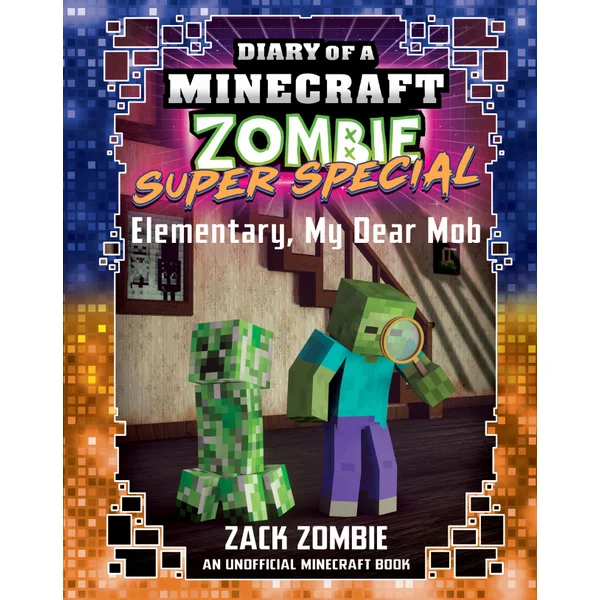 DIARY OF A
MINECRAFT
ZOMBIE
SUPER SPECIAL
Elementary, My Dear Mob
ZACK ZOMBIE
AN UNOFFICIAL MINECRAFT BOOK